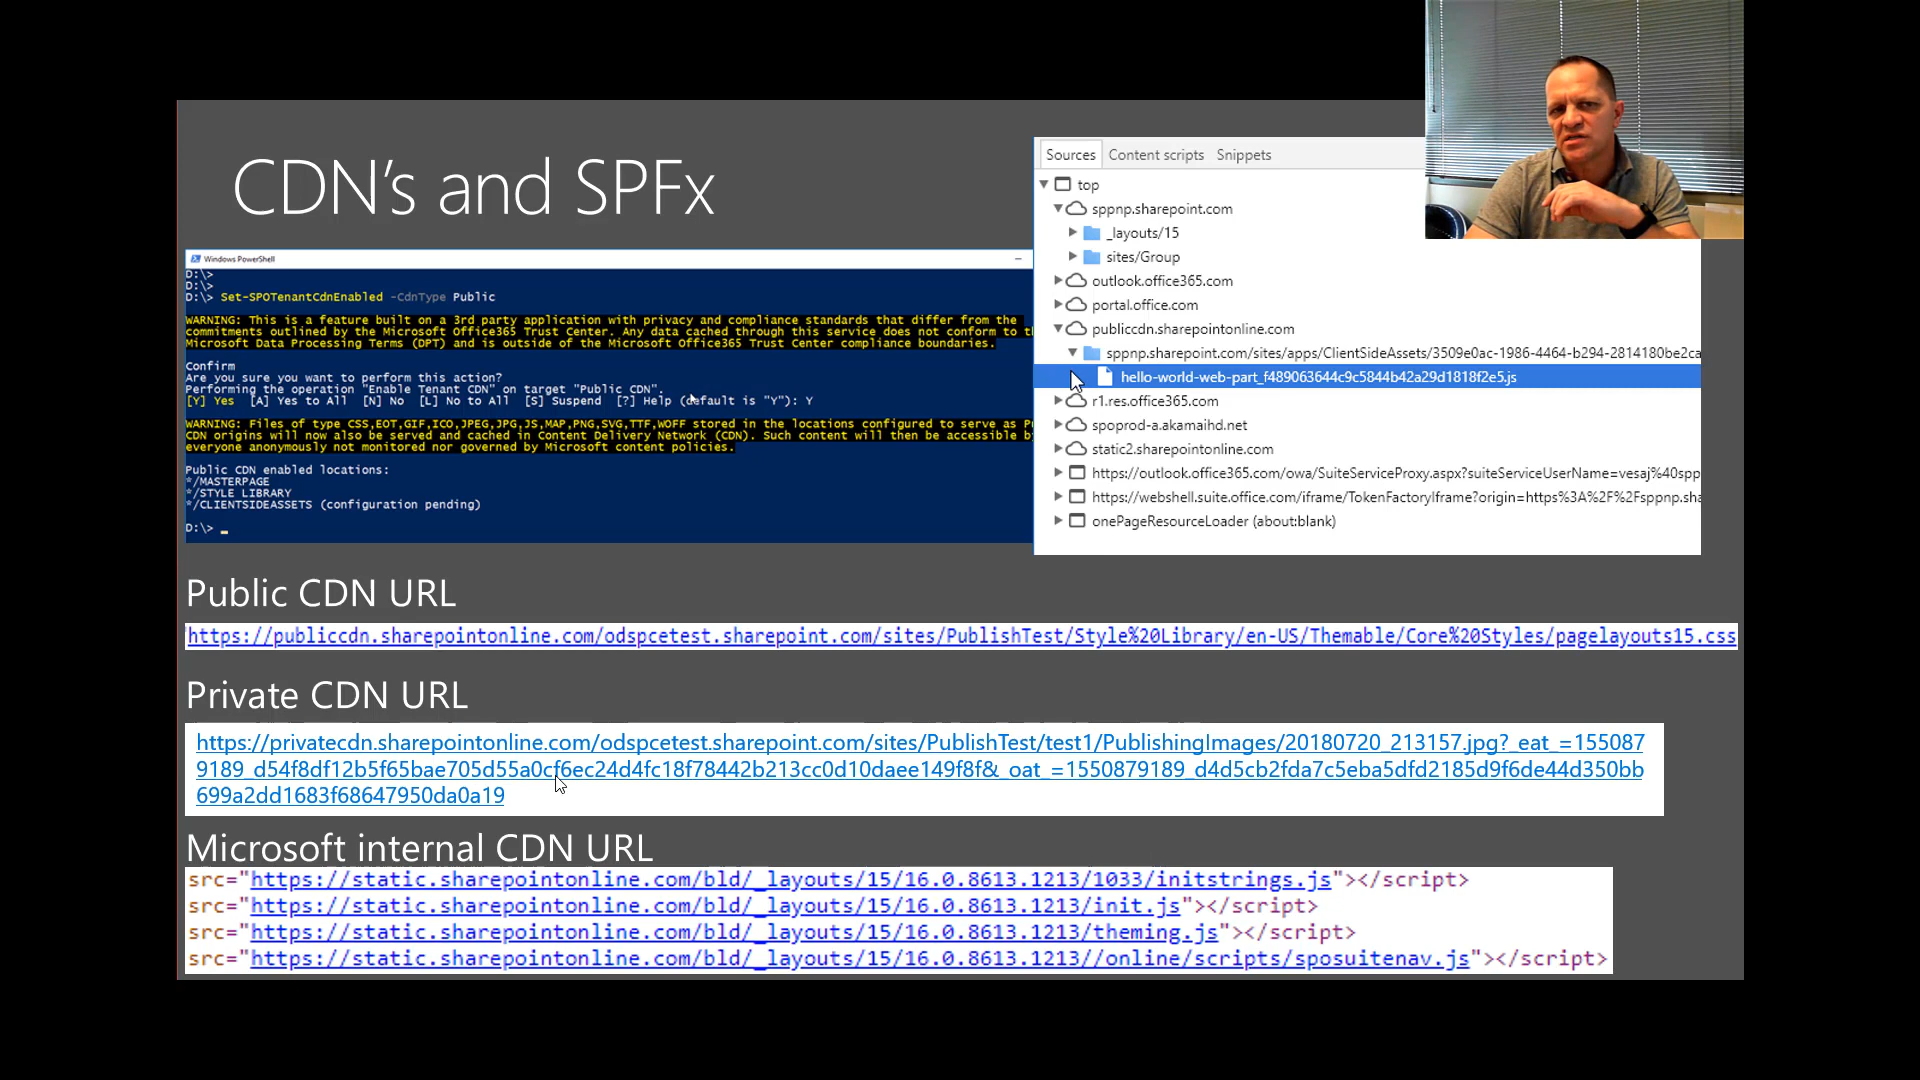 CDN's and SPFx
Windows PowerShell
D:\>
D:\>
D:\> Set-SPOTenantCdnEnabled -CdnType Public
WARNING: This is a feature built on a 3rd party application with privacy and compliance standards that differ from the
commitments outlined by the Microsoft Office365 Trust Center. Any data cached through this service does not conform to th
Microsoft Data Processing Terms (DPT) and is outside of the Microsoft Office365 Trust Center compliance boundaries.
Confirm
Are you sure you want to perform this action?
Performing the operation "Enable Tenant CDN" on target "Public CDN".
[Y] Yes [A] Yes to All [N] No [L] No to All [S] Suspend [?] Help (default is "Y"): Y
WARNING: Files of type CSS,EOT,GIF,ICO,JPEG,JPG,JS,MAP,PNG,SVG,TTF,WOFF stored in the locations configured to serve as P
CDN origins will now also be served and cached in Content Delivery Network (CDN). Such content will then be accessible b
everyone anonymously not monitored nor governed by Microsoft content policies.
Public CDN enabled locations:
*/MASTERPAGE
*/STYLE LIBRARY
*/CLIENTSIDEASSETS (configuration pending)
D:\> _
Sources Content scripts Snippets
top
sppnp.sharepoint.com
_layouts/15
sites/Group
outlook.office365.com
portal.office.com
publiccdn.sharepointonline.com
sppnp.sharepoint.com/sites/apps/ClientSideAssets/3509e0ac-1986-4464-b294-2814180be2ca
hello-world-web-part_f489063644c9c5844b42a29d1818f2e5.js
r1.res.office365.com
spoprod-a.akamaihd.net
static2.sharepointonline.com
https://outlook.office365.com/owa/SuiteServiceProxy.aspx?suiteServiceUserName=vesaj%40spp
https://webshell.suite.office.com/iframe/TokenFactoryIframe?origin=https%3A%2F%2Fsppnp.sha
onePageResourceLoader (about:blank)
Public CDN URL
https://publiccdn.sharepointonline.com/odspcetest.sharepoint.com/sites/PublishTest/Style%20Library/en-US/Themable/Core%20Styles/pagelayouts15.css
Private CDN URL
https://privatecdn.sharepointonline.com/odspcetest.sharepoint.com/sites/PublishTest/test1/PublishingImages/20180720_213157.jpg?_eat_=155087
9189_d54f8df12b5f65bae705d55a0cf6ec24d4fc18f78442b213cc0d10daee149f8f&_oat_=1550879189_d4d5cb2fda7c5eba5dfd2185d9f6de44d350bb
699a2dd1683f68647950da0a19
Microsoft internal CDN URL
src="https://static.sharepointonline.com/bld/_layouts/15/16.0.8613.1213/1033/initstrings.js"></script>
src="https://static.sharepointonline.com/bld/_layouts/15/16.0.8613.1213/init.js"></script>
src="https://static.sharepointonline.com/bld/_layouts/15/16.0.8613.1213/theming.js"></script>
src="https://static.sharepointonline.com/bld/_layouts/15/16.0.8613.1213//online/scripts/sposuitenav.js"></script>